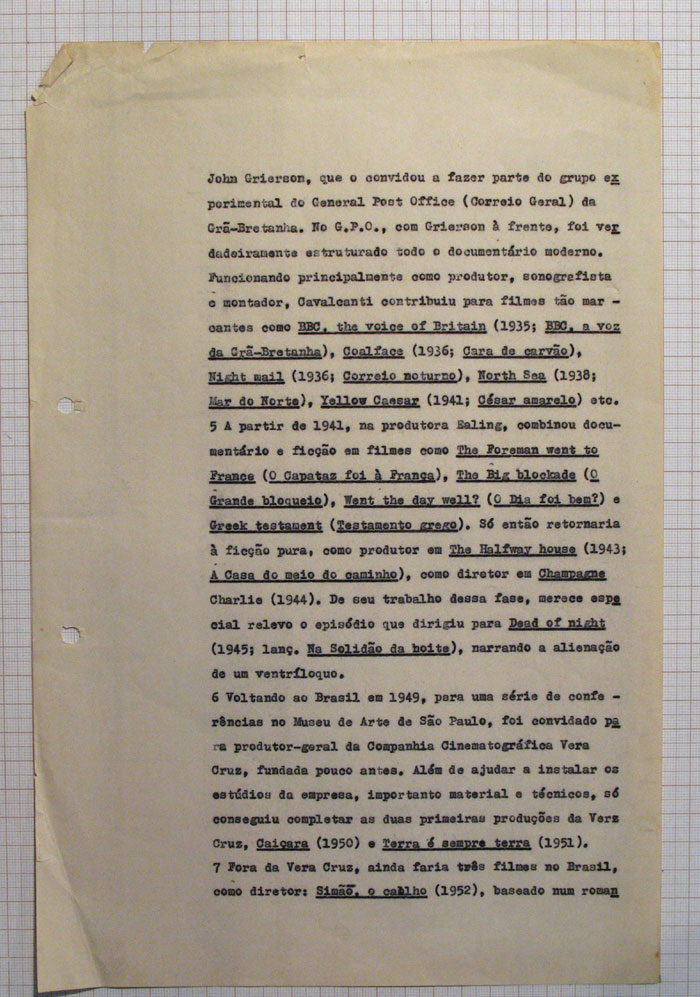 John Grierson, que o convidou a fazer parte do grupo ex
perimental do General Post Office (Correio Geral) da
Grã-Bretanha. No G.P.O., com Grierson à frente, foi ver
dadeiramente estruturado todo o documentário moderno.
Funcionando principalmente como produtor, sonografista
e montador, Cavalcanti contribuiu para filmes tão mar -
cantes como BBC, the voice of Britain (1935; BBC, a voz
da Grã-Bretanha), Coalface (1936; Cara de carvão),
Night mail (1936; Correio noturno), North Sea (1938;
Mar do Norte), Yellow Caesar (1941; César amarelo) etc.
5 A partir de 1941, na produtora Ealing, combinou docu-
mentário e ficção em filmes como The Foreman went to
France (O Capataz foi à França), The Big blockade (O
Grande bloqueio), Went the day well? (O Dia foi bem?) e
Greek testament (Testamento grego). Só então retornaria
à ficção pura, como produtor em The Halfway house (1943;
A Casa do meio do caminho), como diretor em Champagne
Charlie (1944). De seu trabalho dessa fase, merece espe
cial relevo o episódio que dirigiu para Dead of night
(1945; lanç. Na Solidão da boite), narrando a alienação
de um ventríloquo.
6 Voltando ao Brasil em 1949, para uma série de confe -
rências no Museu de Arte de São Paulo, foi convidado pa
ra produtor-geral da Companhia Cinematográfica Vera
Cruz, fundada pouco antes. Além de ajudar a instalar os
estúdios da empresa, importanto material e técnicos, só
conseguiu completar as duas primeiras produções da Vera
Cruz, Caiçara (1950) e Terra é sempre terra (1951).
7 Fora da Vera Cruz, ainda faria três filmes no Brasil,
como diretor: Simão, o caolho (1952), baseado num roman